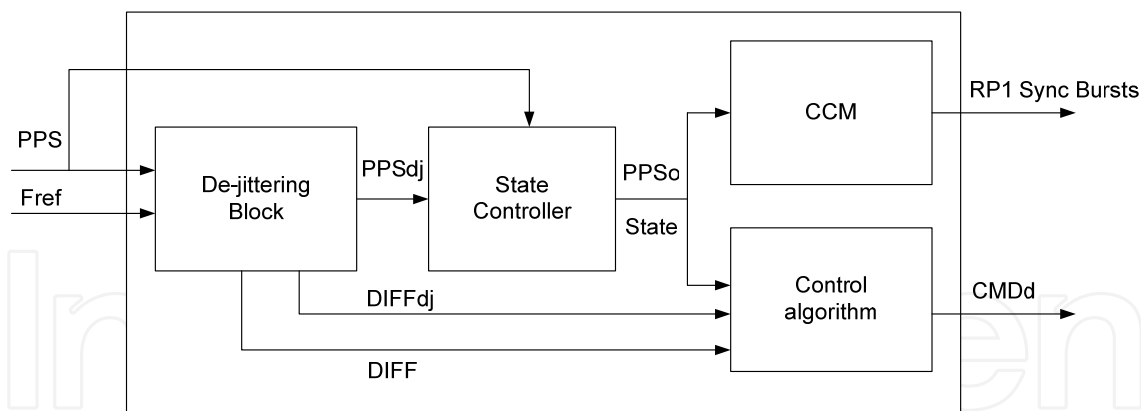 RP1 Sync Bursts
CCM
PPS
PPSdj
PPSo
De-jittering
Block
State
Controller
Fref
State
DIFFdj
Control
algorithm
CMDd
DIFF